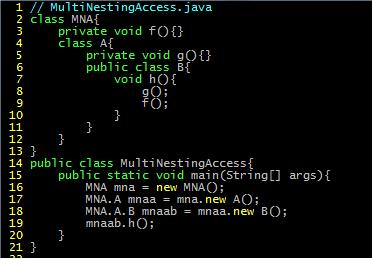 1 // MultiNestingAccess.java
2 class MNA{
3     private void f(){}
4     class A{
5         private void g(){}
6         public class B{
7             void h(){
8                 g();
9                 f();
10             }
11         }
12     }
13 }
14 public class MultiNestingAccess{
15     public static void main(String[] args){
16         MNA mna = new MNA();
17         MNA.A mnaa = mna.new A();
18         MNA.A.B mnaab = mnaa.new B();
19         mnaab.h();
20     }
21 }